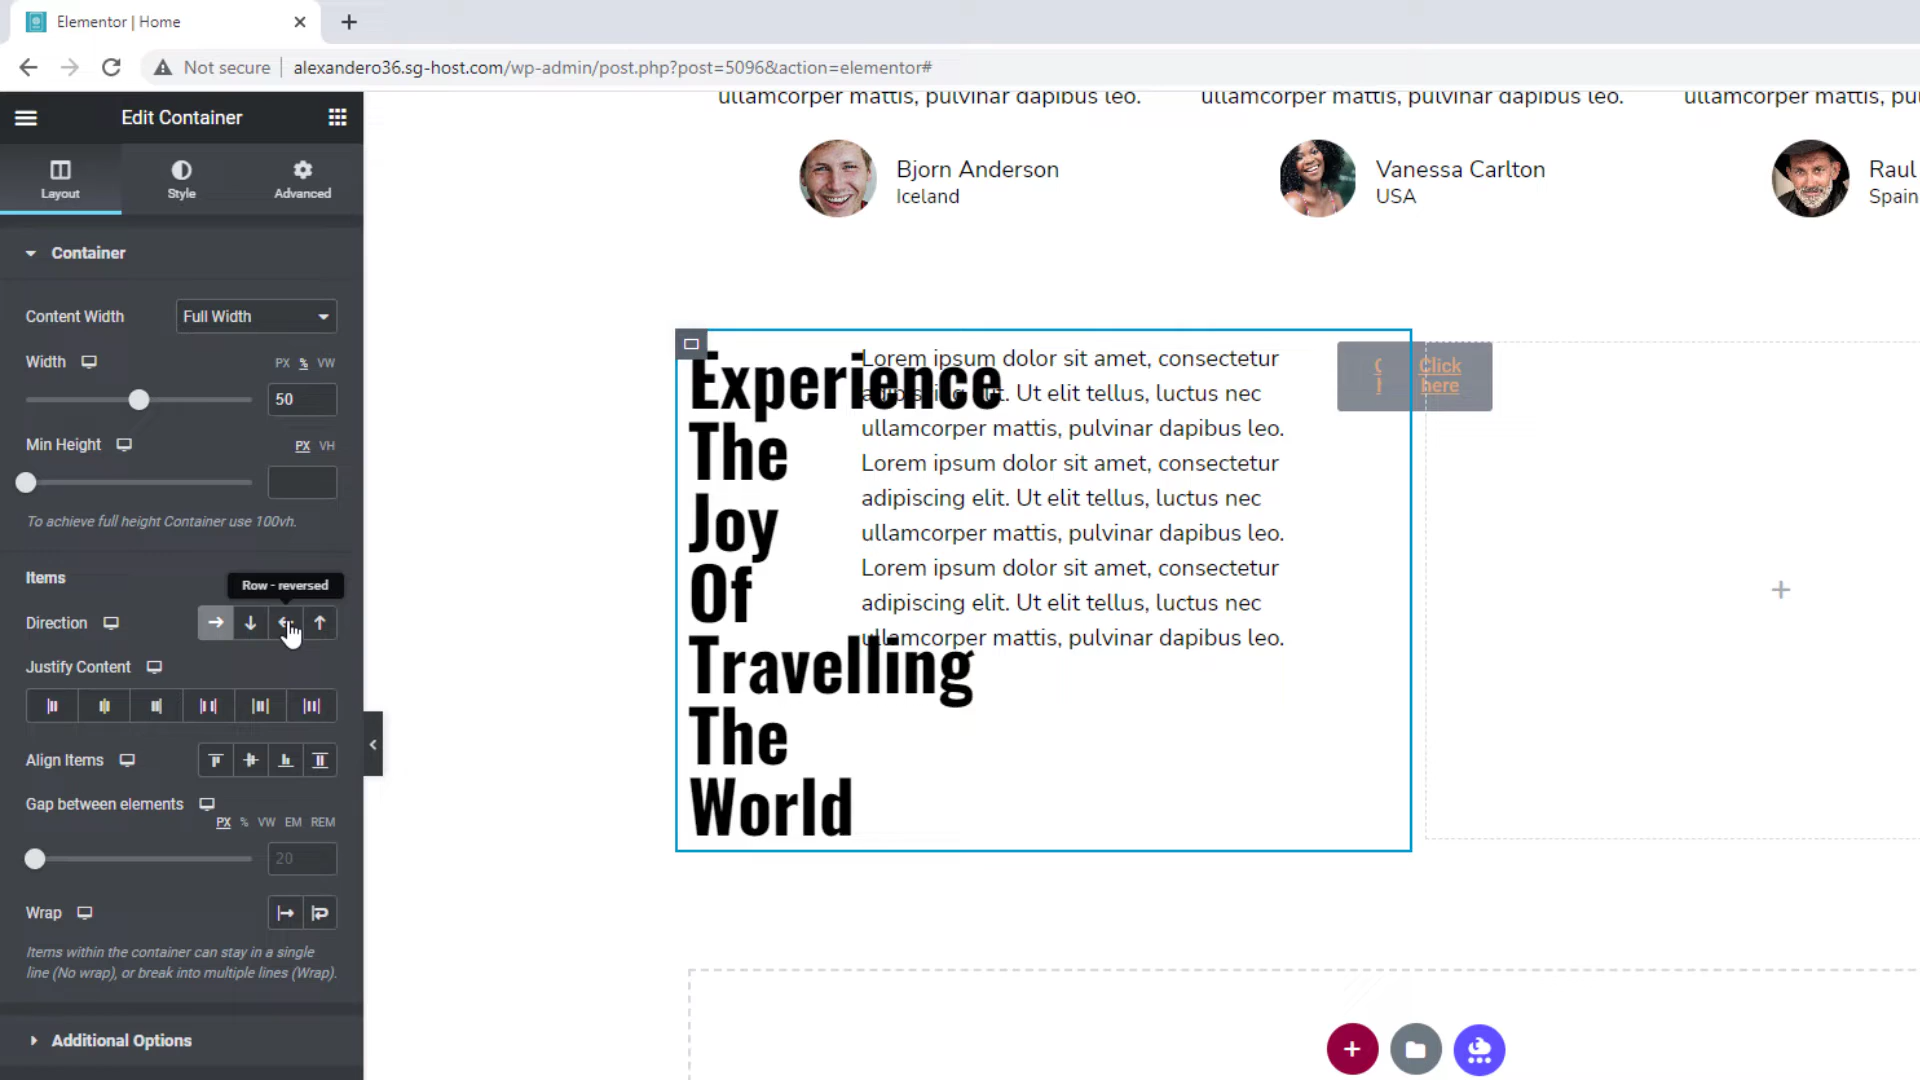 Elementor | Home
Not secure
alexandero36.sg-host.com/wp-admin/post.php?post=5096&action=elementor#
Edit Container
Layout
Style
Advanced
Container
Content Width
Full Width
Width
PX % VW
50
Min Height
PX VH
To achieve full height Container use 100vh.
Items
Row - reversed
Direction
Justify Content
Align Items
Gap between elements
PX % VW EM REM
20
Wrap
Items within the container can stay in a single
line (No wrap), or break into multiple lines (Wrap).
Additional Options
ullamcorper mattis, pulvinar dapibus leo.
ullamcorper mattis, pulvinar dapibus leo.
ullamcorper mattis, pu
Bjorn Anderson
Iceland
Vanessa Carlton
USA
Raul
Spain
Experience
The
Joy
Of
Travelling
The
World
Lorem ipsum dolor sit amet, consectetur
adipiscing elit. Ut elit tellus, luctus nec
ullamcorper mattis, pulvinar dapibus leo.
Lorem ipsum dolor sit amet, consectetur
adipiscing elit. Ut elit tellus, luctus nec
ullamcorper mattis, pulvinar dapibus leo.
Lorem ipsum dolor sit amet, consectetur
adipiscing elit. Ut elit tellus, luctus nec
ullamcorper mattis, pulvinar dapibus leo.
Click
here